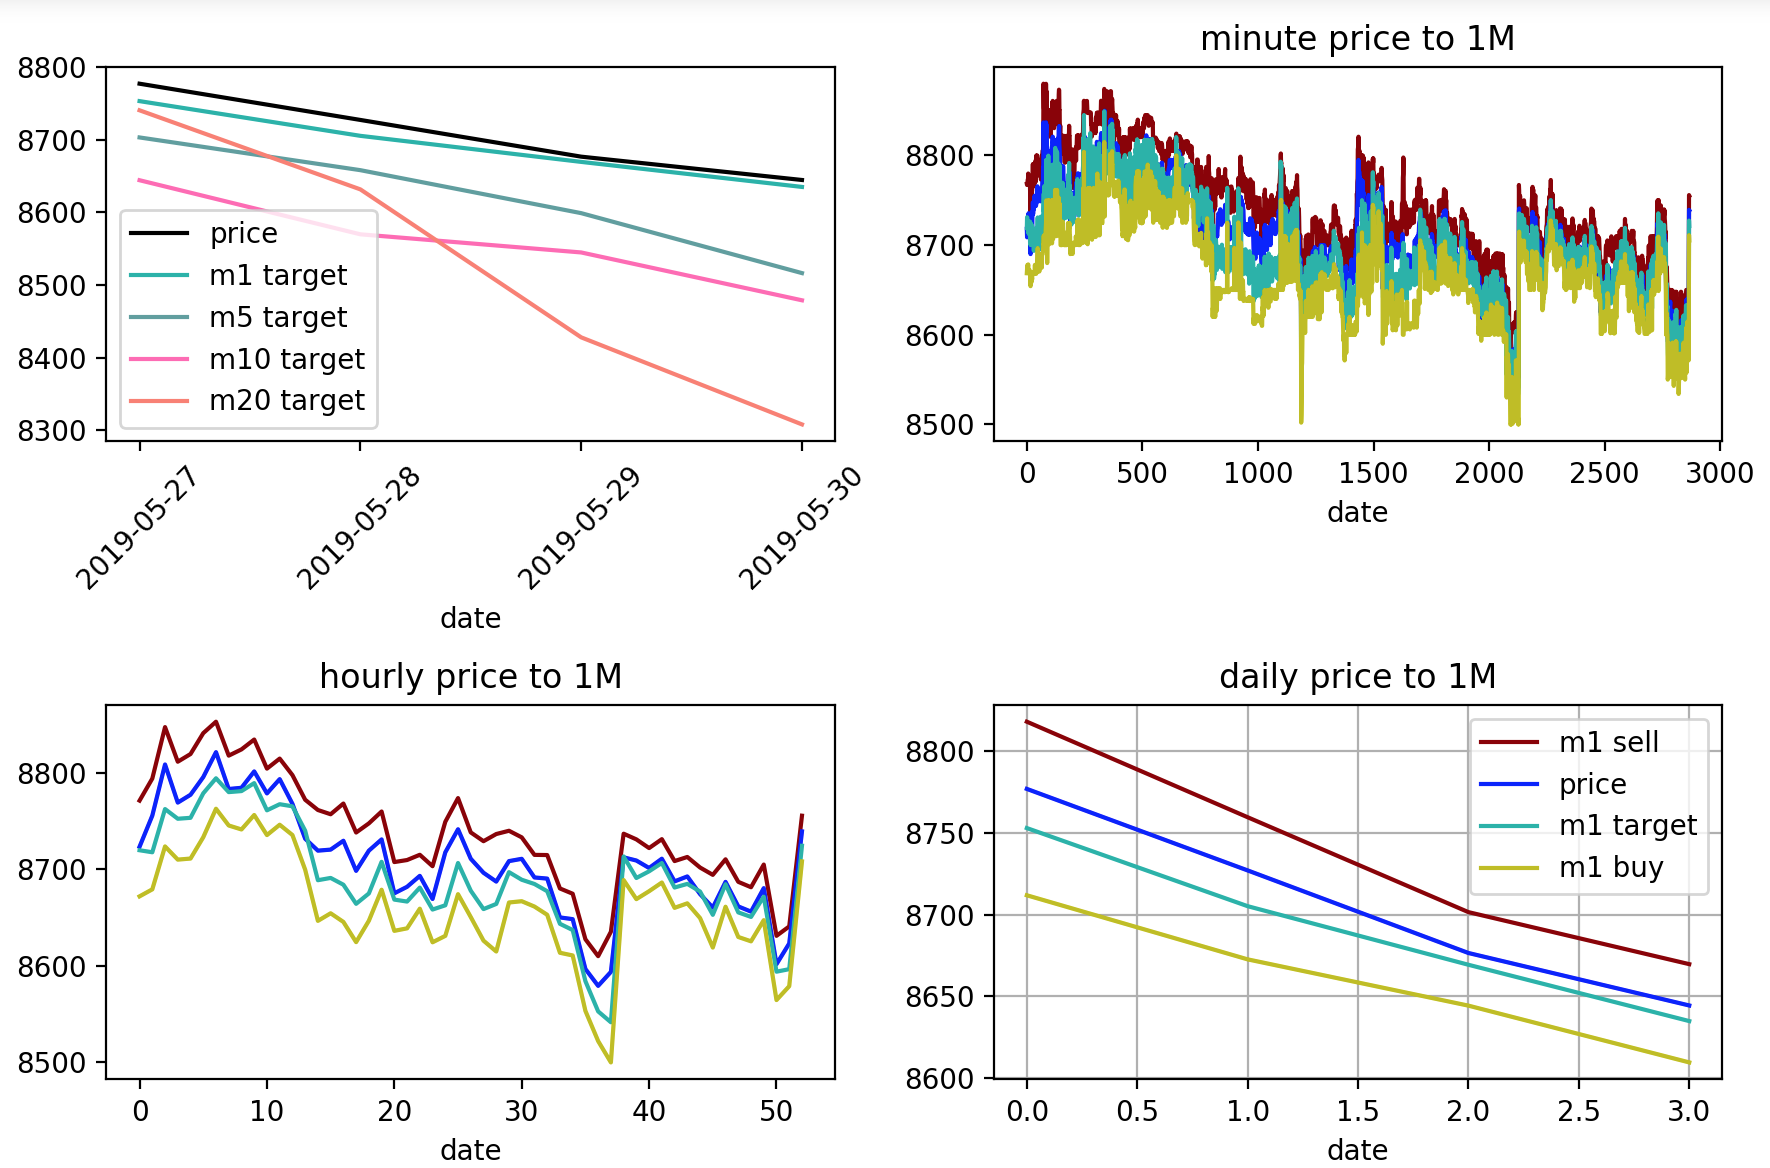 8800
8700
8600
8500
8400
8300
price
m1 target
m5 target
m10 target
m20 target
2019-05-27
2019-05-28
2019-05-29
2019-05-30
date
minute price to 1M
8800
8700
8600
8500
0 500 1000 1500 2000 2500 3000
date
hourly price to 1M
8800
8700
8600
8500
0 10 20 30 40 50
date
daily price to 1M
8800
8750
8700
8650
8600
m1 sell
price
m1 target
m1 buy
0.0 0.5 1.0 1.5 2.0 2.5 3.0
date